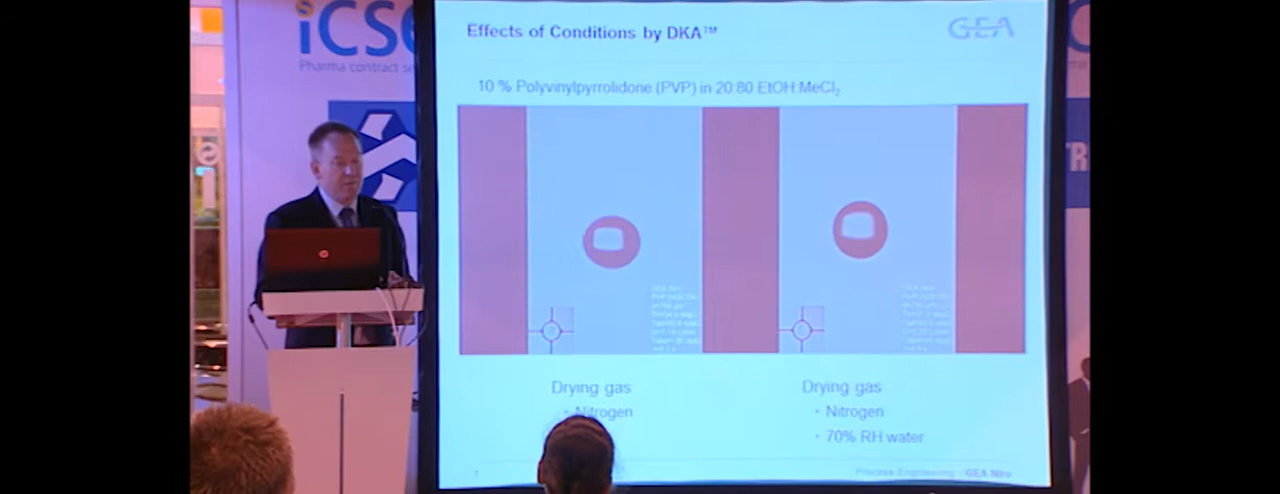 iCSe
Pharma contract se
Effects of Conditions by DKA™
GEA
10 % Polyvinylpyrrolidone (PVP) in 20:80 EtOH:MeCl₂
Drying gas
• Nitrogen
Drying gas
• Nitrogen
• 70% RH water
7
Process Engineering GEA Niro